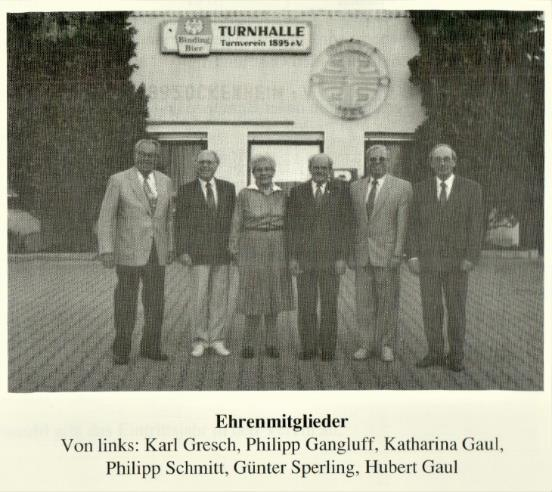 Binding
Bier
TURNHALLE
Turnverein 1895 e.V.
Ehrenmitglieder
Von links: Karl Gresch, Philipp Gangluff, Katharina Gaul,
Philipp Schmitt, Günter Sperling, Hubert Gaul